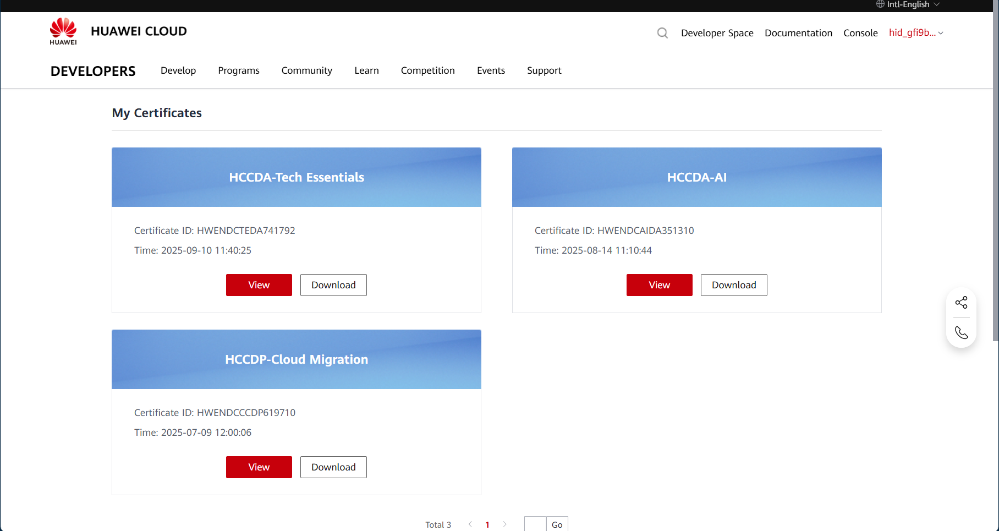 Intl-English
HUAWEI
HUAWEI CLOUD
Developer Space Documentation Console hid_gfi9b...
DEVELOPERS Develop Programs Community Learn Competition Events Support
My Certificates
HCCDA-Tech Essentials
Certificate ID: HWENDCTEDA741792
Time: 2025-09-10 11:40:25
View Download
HCCDA-AI
Certificate ID: HWENDCAIDA351310
Time: 2025-08-14 11:10:44
View Download
HCCDP-Cloud Migration
Certificate ID: HWENDCCCDP619710
Time: 2025-07-09 12:00:06
View Download
Total 3 < 1 > Go